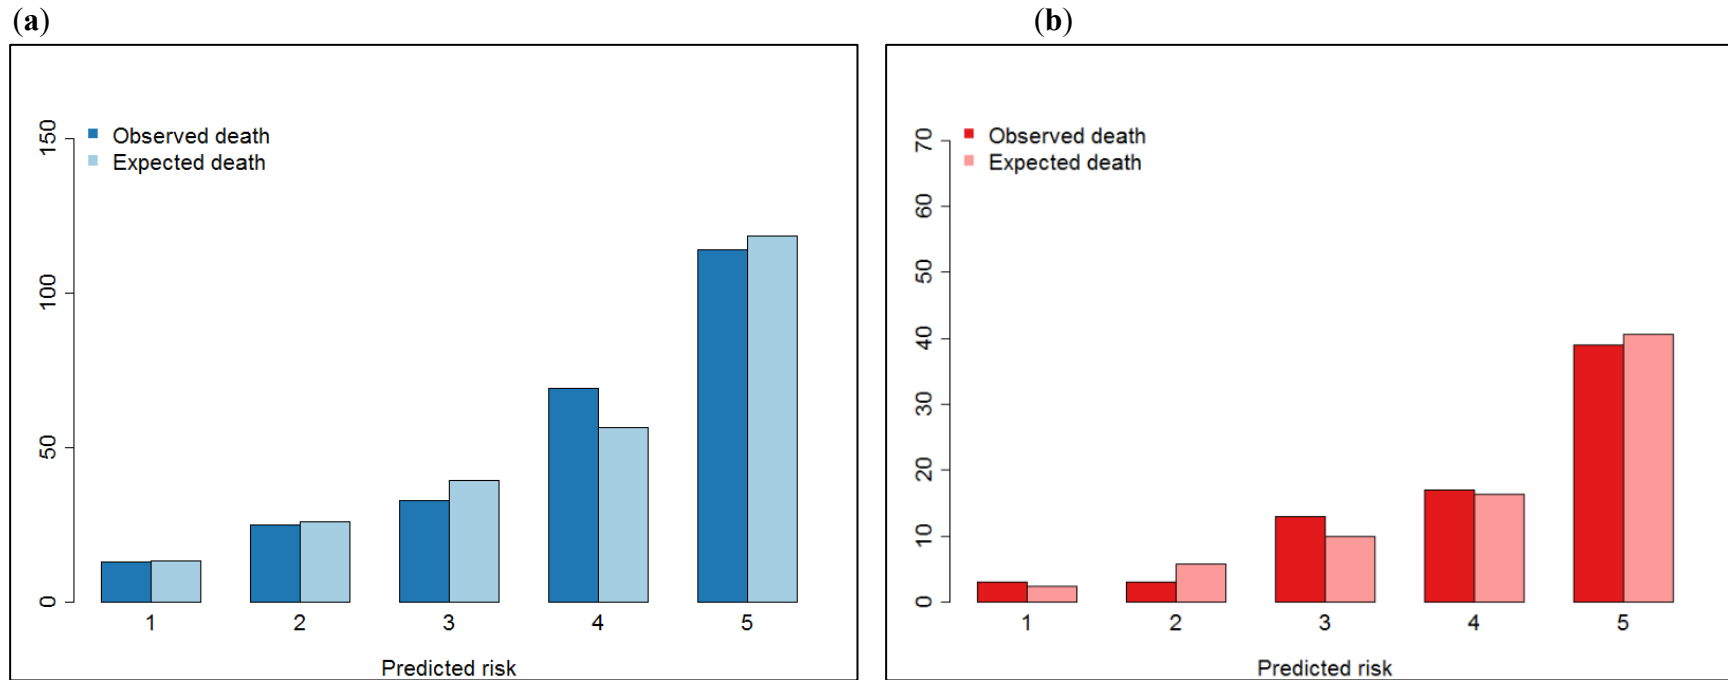 (a)
150
100
50
0
Observed death
Expected death
1 2 3 4 5
Predicted risk
(b)
70
60
50
40
30
20
10
0
Observed death
Expected death
1 2 3 4 5
Predicted risk